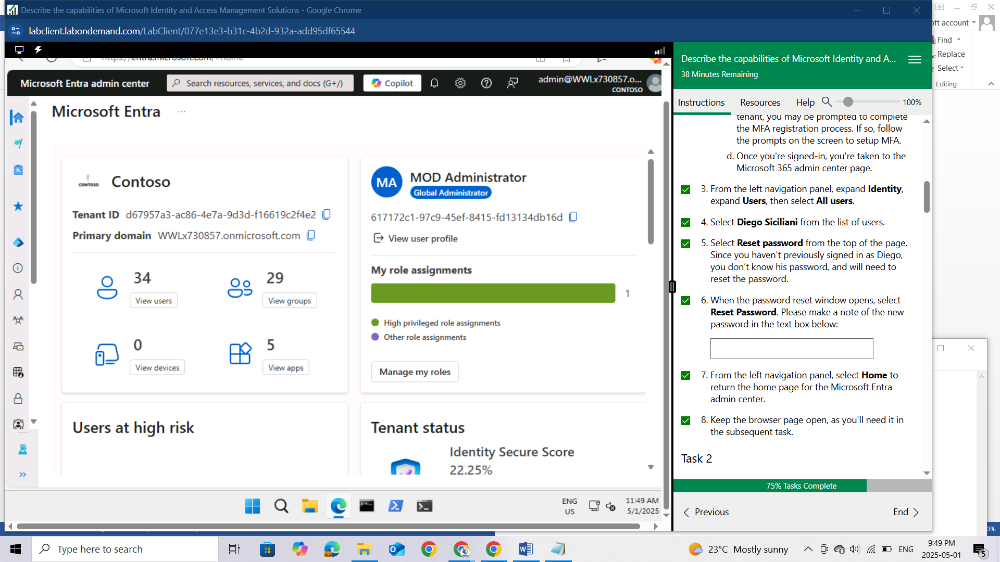 Describe the capabilities of Microsoft Identity and Access Management Solutions - Google Chrome
labclient.labondemand.com/LabClient/077e13e3-b31c-4b2d-932a-add95df65544
oft account
Find
Replace
Select
Editing
https://entra.microsoft.com/#home
Microsoft Entra admin center
Search resources, services, and docs (G+/)
Copilot
admin@WWLx730857.o...
CONTOSO
Microsoft Entra
...
CONTOSO
Contoso
Tenant ID d67957a3-ac86-4e7a-9d3d-f16619c2f4e2
Primary domain WWLx730857.onmicrosoft.com
34
View users
29
View groups
0
View devices
5
View apps
MA
MOD Administrator
Global Administrator
617172c1-97c9-45ef-8415-fd13134db16d
View user profile
My role assignments
1
High privileged role assignments
Other role assignments
Manage my roles
Users at high risk
Tenant status
Identity Secure Score
22.25%
ENG
US
11:49 AM
5/1/2025
Describe the capabilities of Microsoft Identity and A...
38 Minutes Remaining
Instructions
Resources
Help
100%
tenant, you may be prompted to complete
the MFA registration process. If so, follow
the prompts on the screen to setup MFA.
d. Once you're signed-in, you're taken to the
Microsoft 365 admin center page.
3. From the left navigation panel, expand Identity,
expand Users, then select All users.
4. Select Diego Siciliani from the list of users.
5. Select Reset password from the top of the page.
Since you haven't previously signed in as Diego,
you don’t know his password, and will need to
reset the password.
6. When the password reset window opens, select
Reset Password. Please make a note of the new
password in the text box below:
7. From the left navigation panel, select Home to
return the home page for the Microsoft Entra
admin center.
8. Keep the browser page open, as you'll need it in
the subsequent task.
Task 2
75% Tasks Complete
Previous
End
0%
Type here to search
23°C Mostly sunny
ENG
9:49 PM
2025-05-01
5